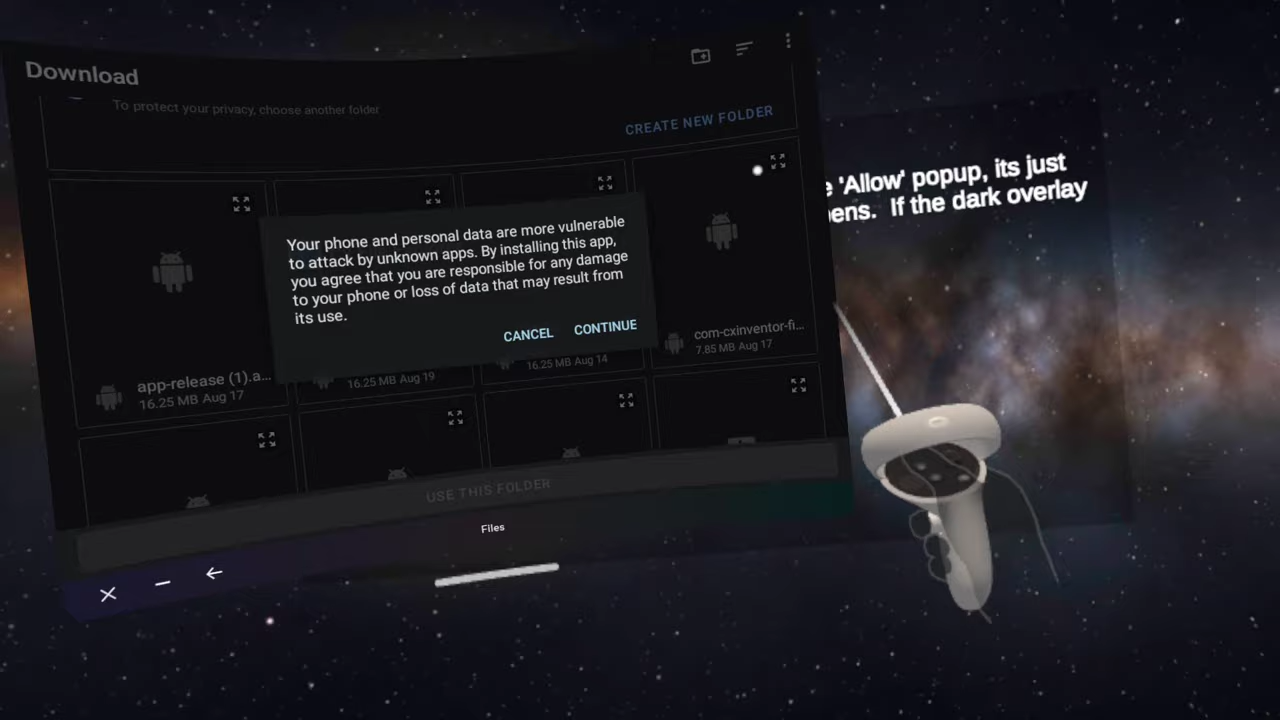 Download
To protect your privacy, choose another folder
CREATE NEW FOLDER
'Allow' popup, its just
If the dark overlay
Your phone and personal data are more vulnerable
to attack by unknown apps. By installing this app,
you agree that you are responsible for any damage
to your phone or loss of data that may result from
its use.
CANCEL CONTINUE
app-release (1).a...
16.25 MB Aug 17
16.25 MB Aug 19
16.25 MB Aug 14
com-cxinventor-fi...
7.85 MB Aug 17
USE THIS FOLDER
Files